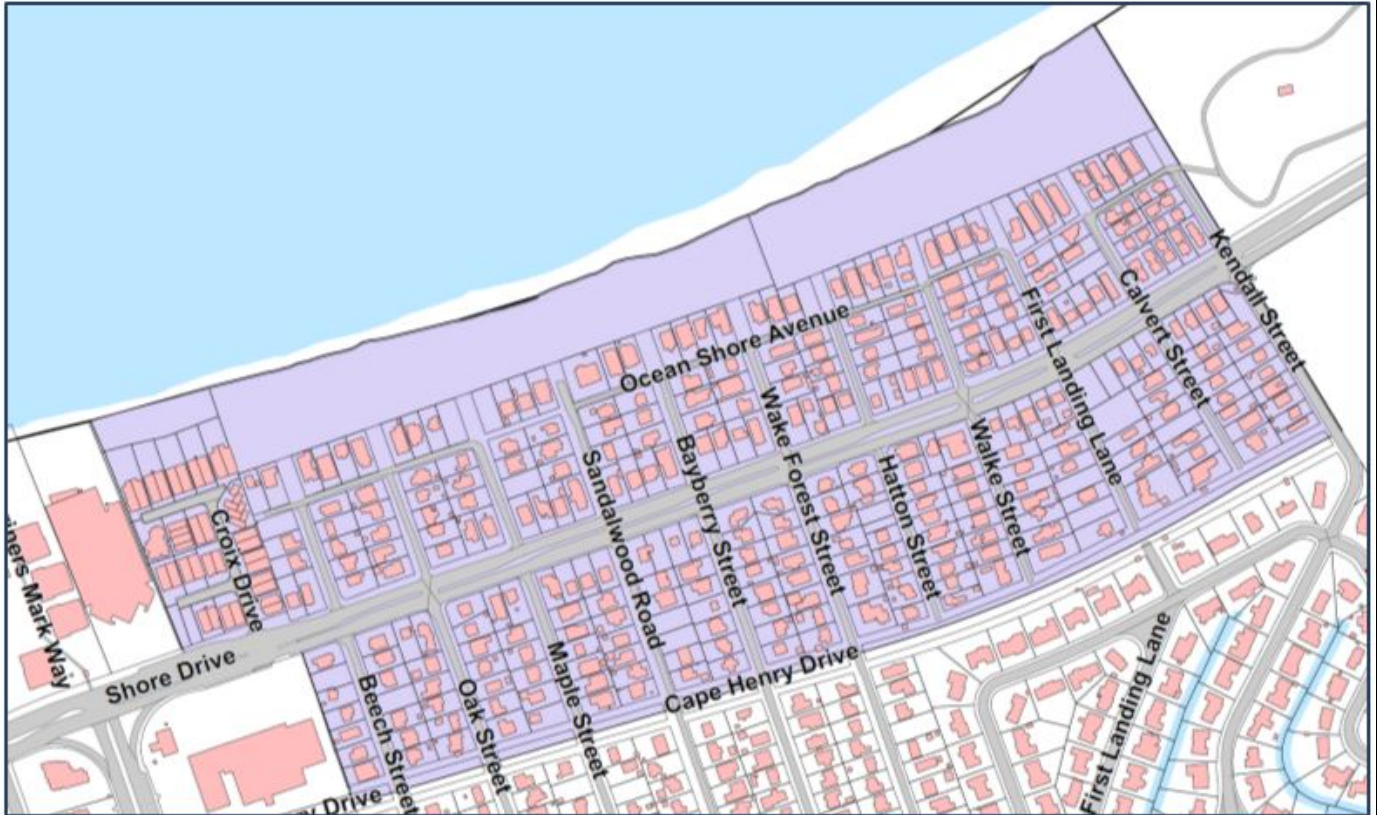 Kendall Street
Calvert Street
First Landing Lane
Ocean Shore Avenue
Wake Forest Street
Walke Street
Bayberry Street
Sandalwood Road
Hatton Street
Croix Drive
iners Mark Way
Shore Drive
Maple Street
Cape Henry Drive
First Landing Lane
Beech Street
Oak Street
ry Drive